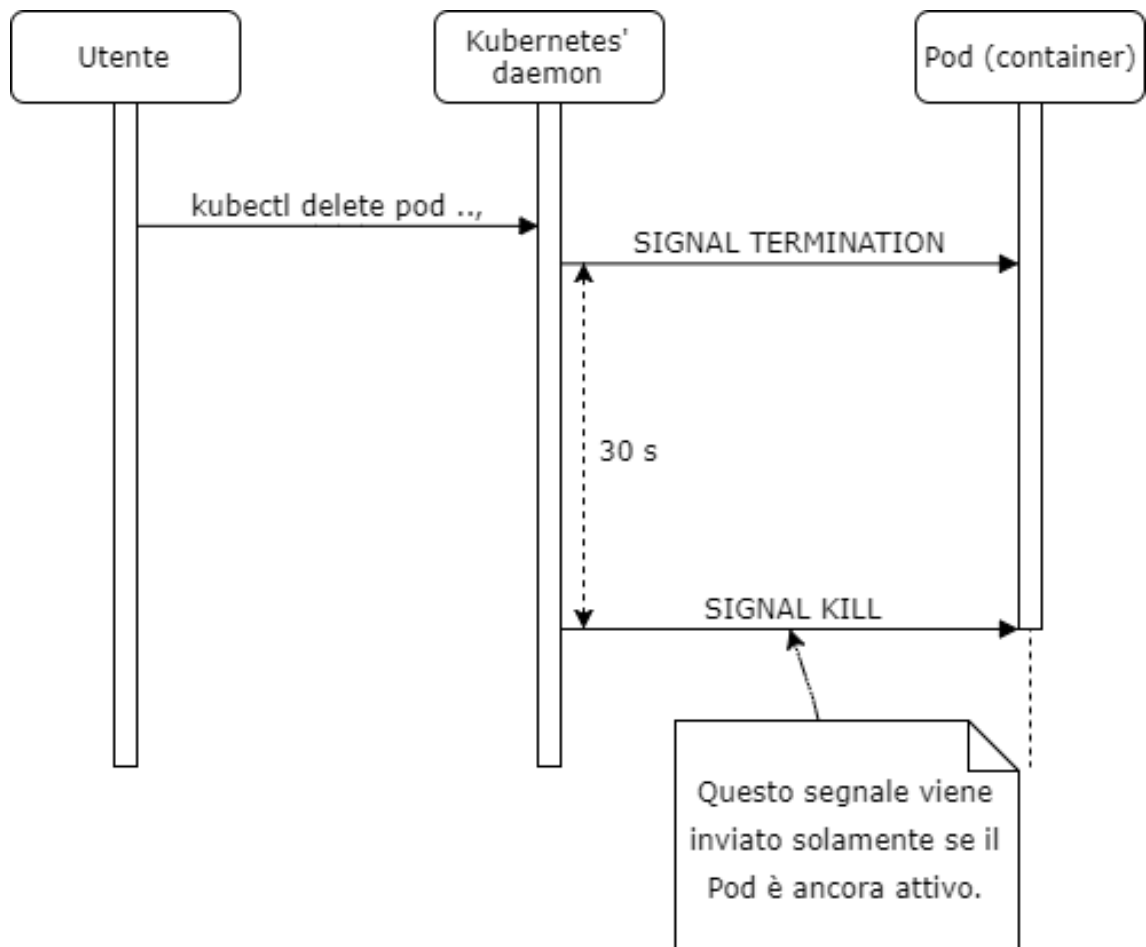 Utente
Kubernetes'
daemon
Pod (container)
kubectl delete pod ..,
SIGNAL TERMINATION
30 s
SIGNAL KILL
Questo segnale viene
inviato solamente se il
Pod è ancora attivo.